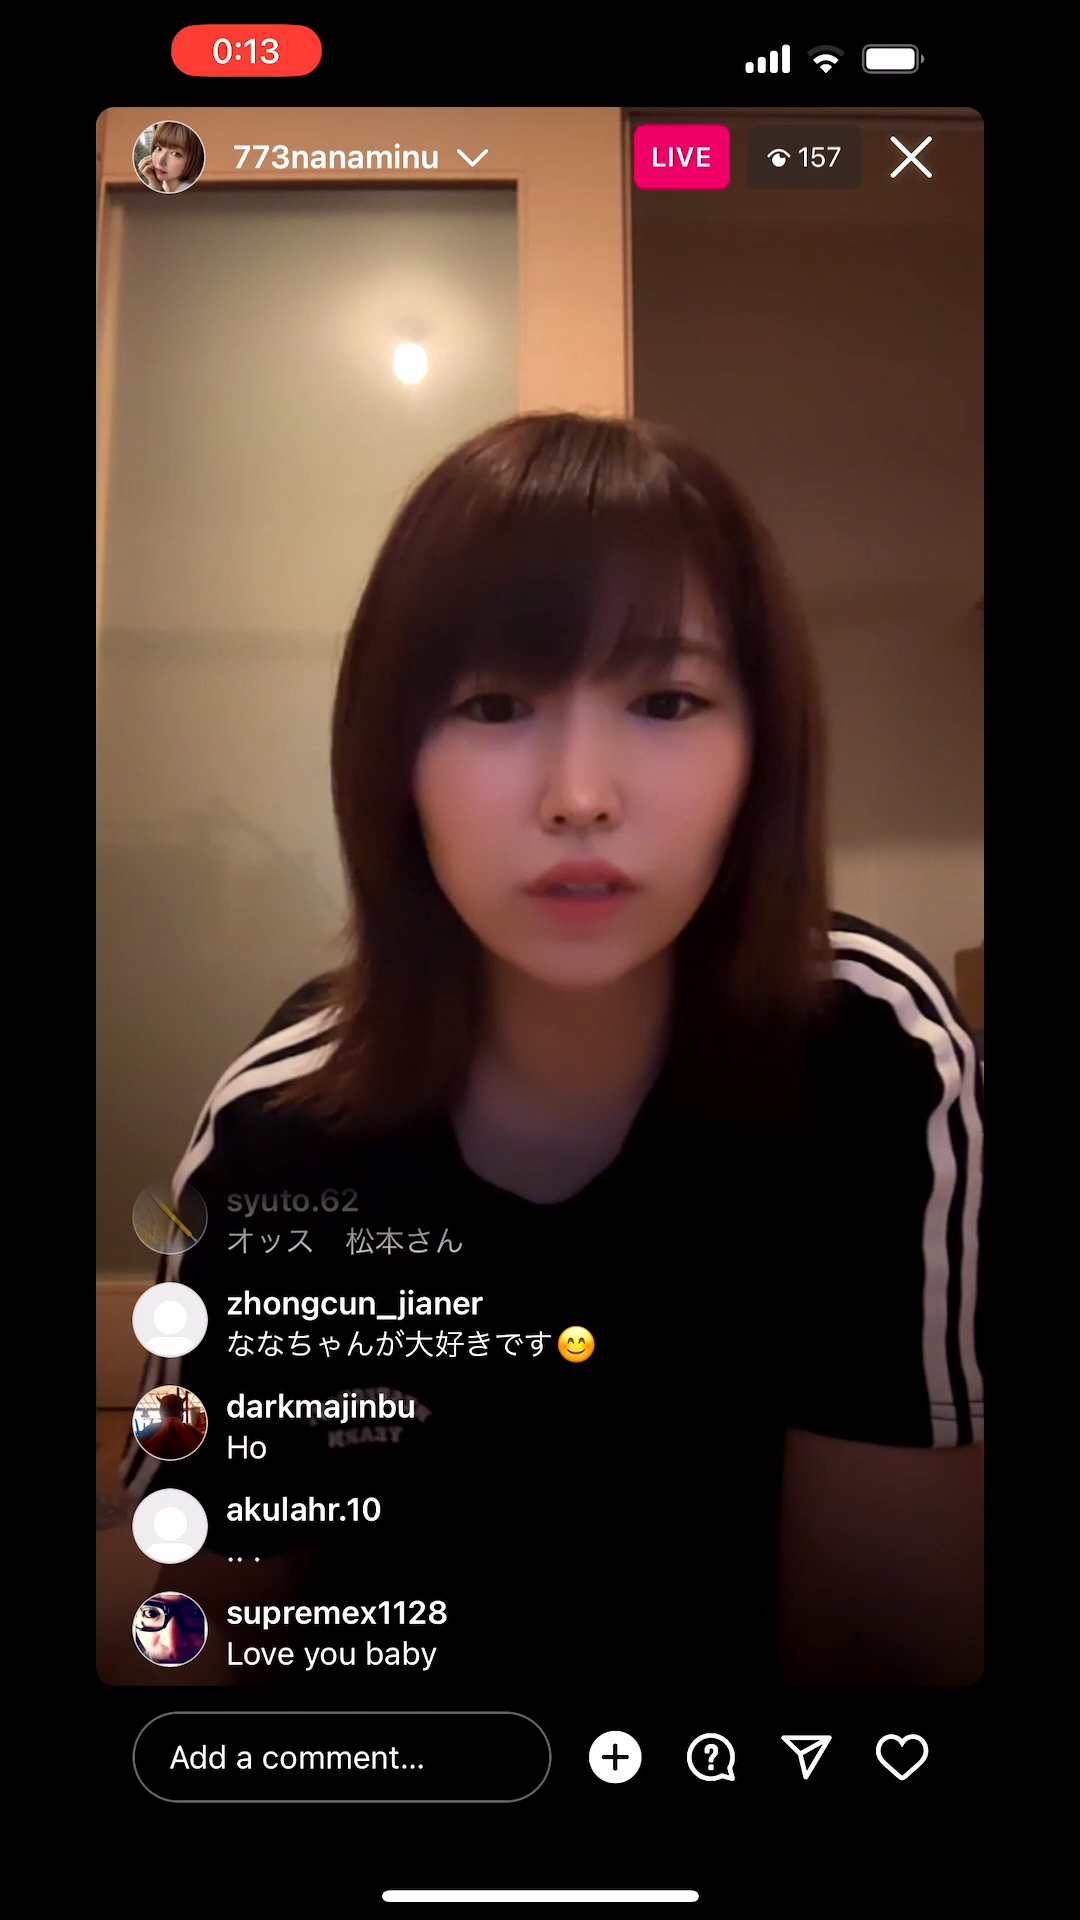 0:13
773nanaminu
LIVE
157
syuto.62
オッス　松本さん
zhongcun_jianer
ななちゃんが大好きです😊
darkmajinbu
Ho
akulahr.10
.. .
supremex1128
Love you baby
Add a comment...